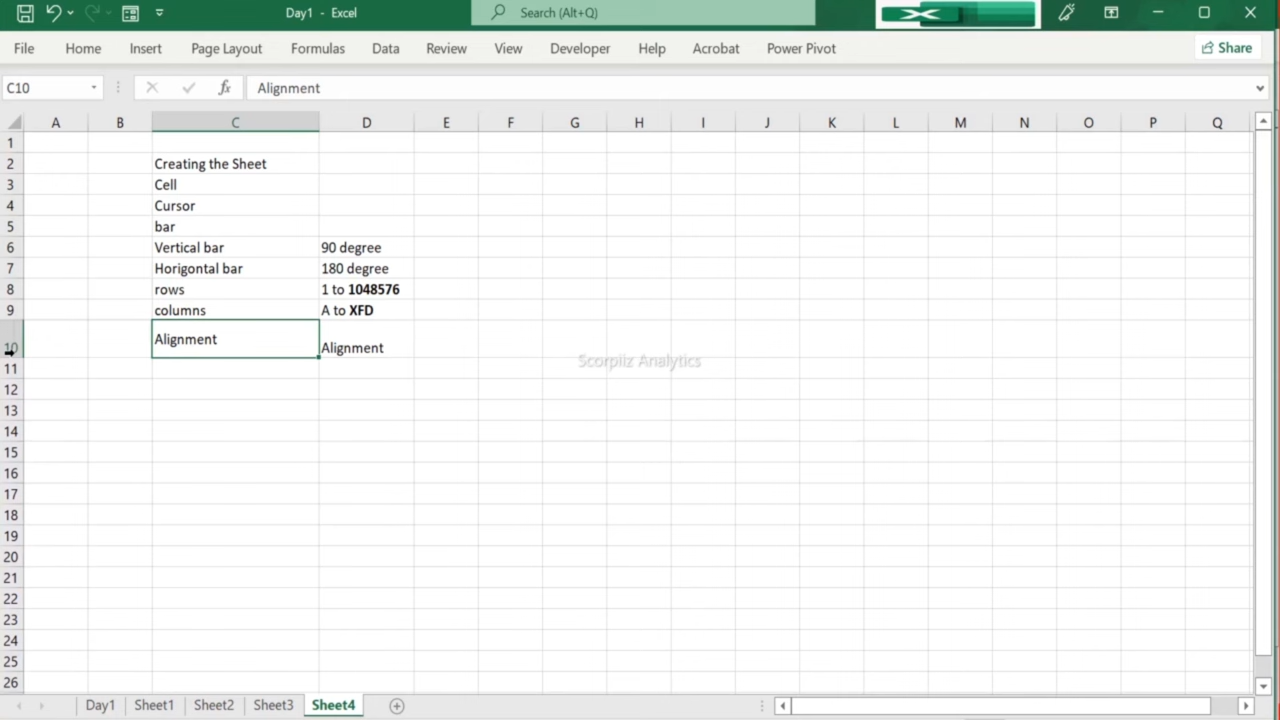 Day1 - Excel
Search (Alt+Q)
File Home Insert Page Layout Formulas Data Review View Developer Help Acrobat Power Pivot Share
C10 fx Alignment
A B C D E F G H I J K L M N O P Q
1
2 Creating the Sheet
3 Cell
4 Cursor
5 bar
6 Vertical bar 90 degree
7 Horigontal bar 180 degree
8 rows 1 to 1048576
9 columns A to XFD
10 Alignment Alignment
Scorpiiz Analytics
11
12
13
14
15
16
17
18
19
20
21
22
23
24
25
26
Day1 Sheet1 Sheet2 Sheet3 Sheet4